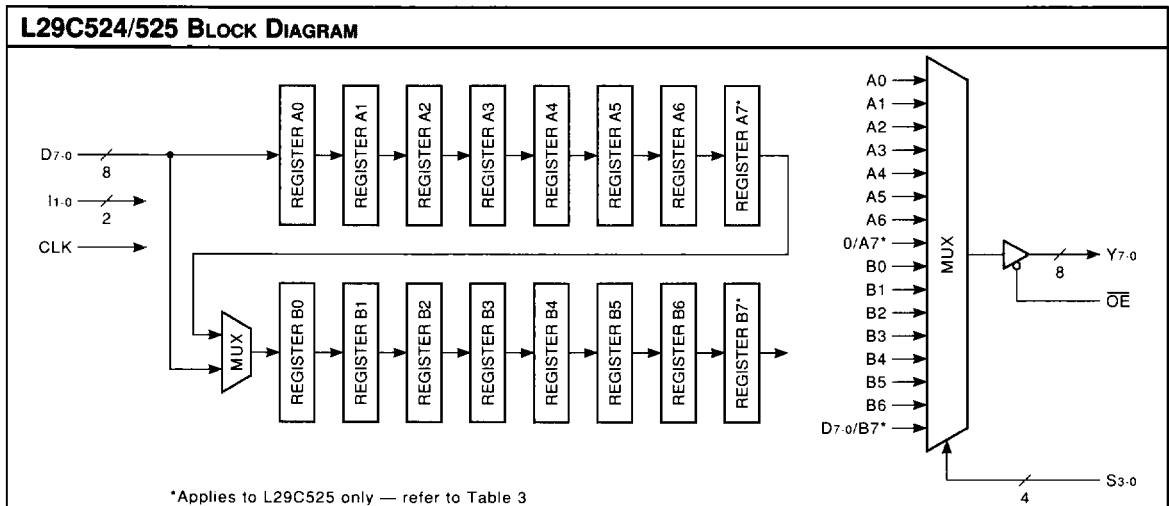 L29C524/525 BLOCK DIAGRAM
D7-0
8
I1-0
2
CLK
REGISTER A0
REGISTER A1
REGISTER A2
REGISTER A3
REGISTER A4
REGISTER A5
REGISTER A6
REGISTER A7*
MUX
REGISTER B0
REGISTER B1
REGISTER B2
REGISTER B3
REGISTER B4
REGISTER B5
REGISTER B6
REGISTER B7*
A0
A1
A2
A3
A4
A5
A6
0/A7*
B0
B1
B2
B3
B4
B5
B6
D7-0/B7*
MUX
8
Y7-0
OE
S3-0
4
*Applies to L29C525 only — refer to Table 3